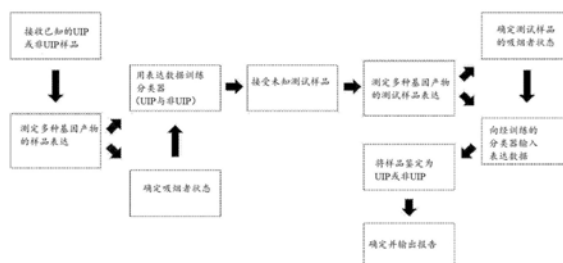 接收已知的UIP
或非UIP样品
测定多种基因产物
的样品表达
用表达数据训练
分类器
（UIP与非UIP）
确定吸烟者状态
接受未知测试样品
测定多种基因产物
的测试样品表达
确定测试样品
的吸烟者状态
向经训练的
分类器输入
表达数据
将样品鉴定为
UIP或非UIP
确定并输出报告